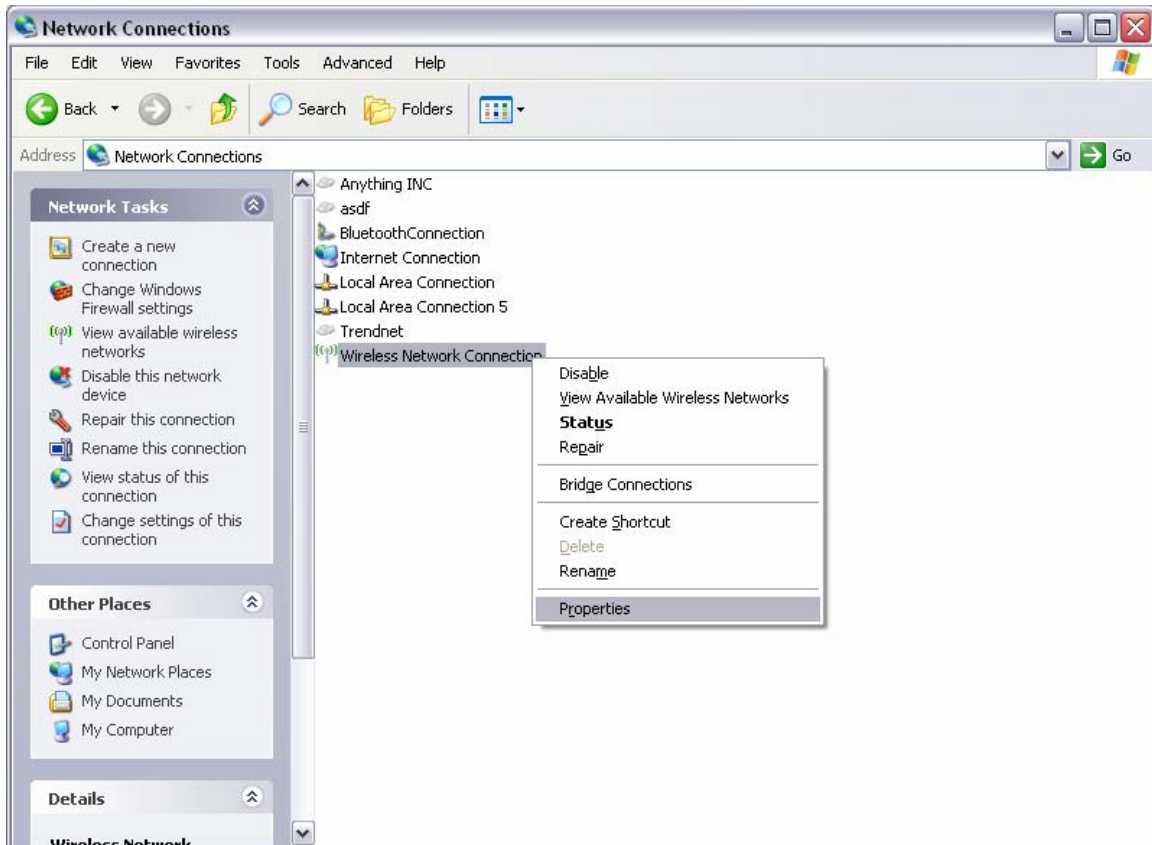 Network Connections
File Edit View Favorites Tools Advanced Help
Back Search Folders
Address Network Connections Go
Network Tasks
Create a new
connection
Change Windows
Firewall settings
View available wireless
networks
Disable this network
device
Repair this connection
Rename this connection
View status of this
connection
Change settings of this
connection
Other Places
Control Panel
My Network Places
My Documents
My Computer
Details
Wireless Network
Anything INC
asdf
BluetoothConnection
Internet Connection
Local Area Connection
Local Area Connection 5
Trendnet
Wireless Network Connection
Disable
View Available Wireless Networks
Status
Repair
Bridge Connections
Create Shortcut
Delete
Rename
Properties